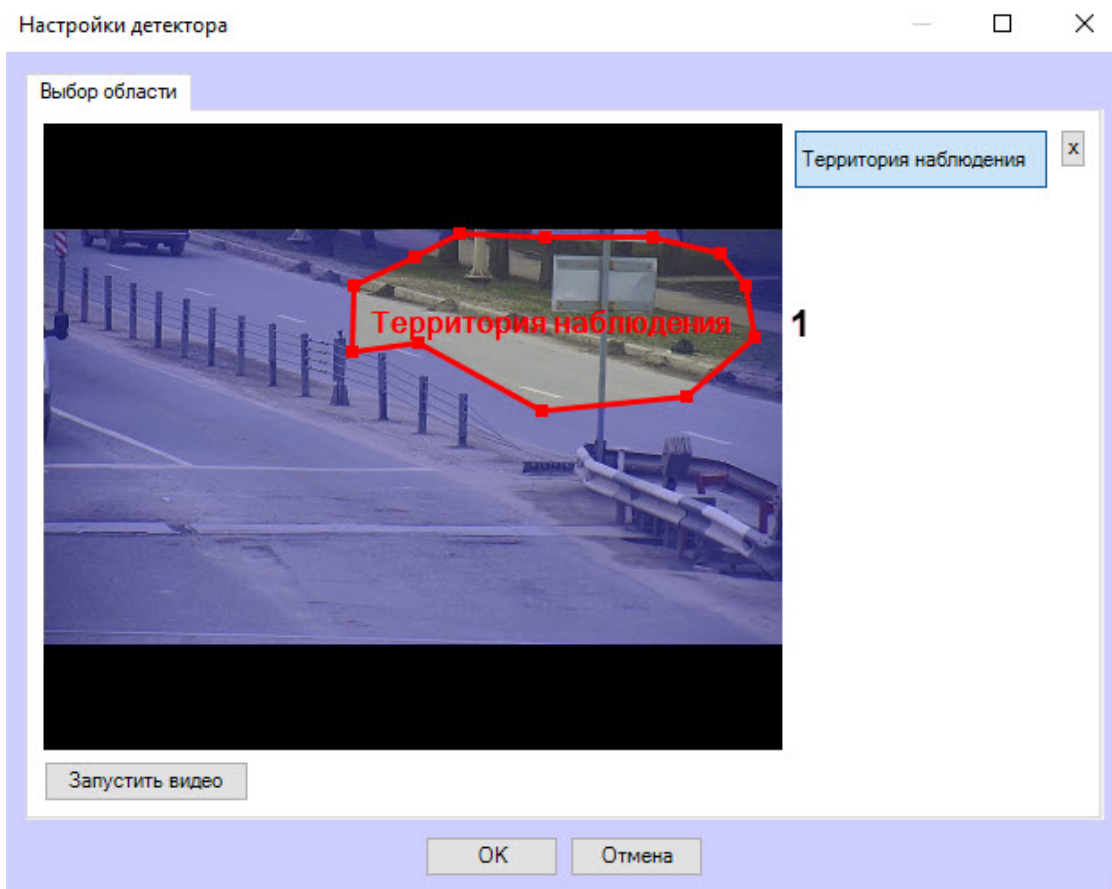 Настройки детектора
Выбор области
Территория наблюдения
x
Территория наблюдения
1
Запустить видео
OK
Отмена